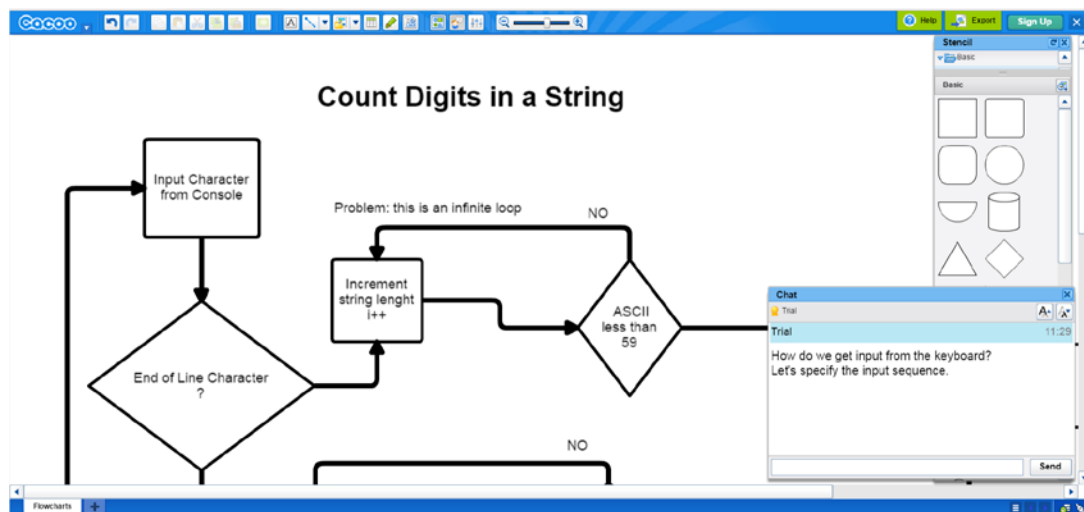 Cacoo
Help
Export
Sign Up
Stencil
Basc
Basic
Count Digits in a String
Input Character
from Console
Problem: this is an infinite loop
NO
Increment
string lenght
i++
ASCII
less than
59
End of Line Character
?
NO
Chat
Trial
A
Trial
11:29
How do we get input from the keyboard?
Let's specify the input sequence.
Send
Flowcharts